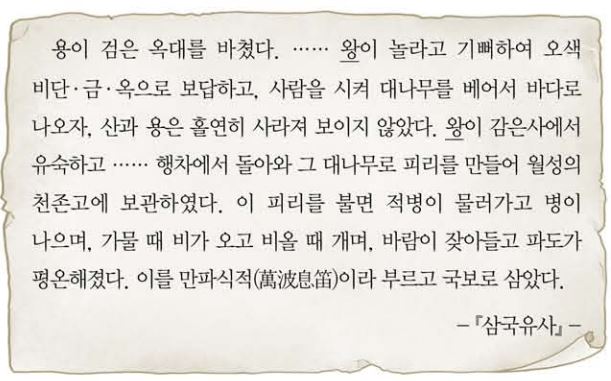 용이 검은 옥대를 바쳤다. …… 왕이 놀라고 기뻐하여 오색
비단·금·옥으로 보답하고, 사람을 시켜 대나무를 베어서 바다로
나오자, 산과 용은 홀연히 사라져 보이지 않았다. 왕이 감은사에서
유숙하고 …… 행차에서 돌아와 그 대나무로 피리를 만들어 월성의
천존고에 보관하였다. 이 피리를 불면 적병이 물러가고 병이
나으며, 가물 때 비가 오고 비올 때 개며, 바람이 잦아들고 파도가
평온해졌다. 이를 만파식적(萬波息笛)이라 부르고 국보로 삼았다.
-『삼국유사』-